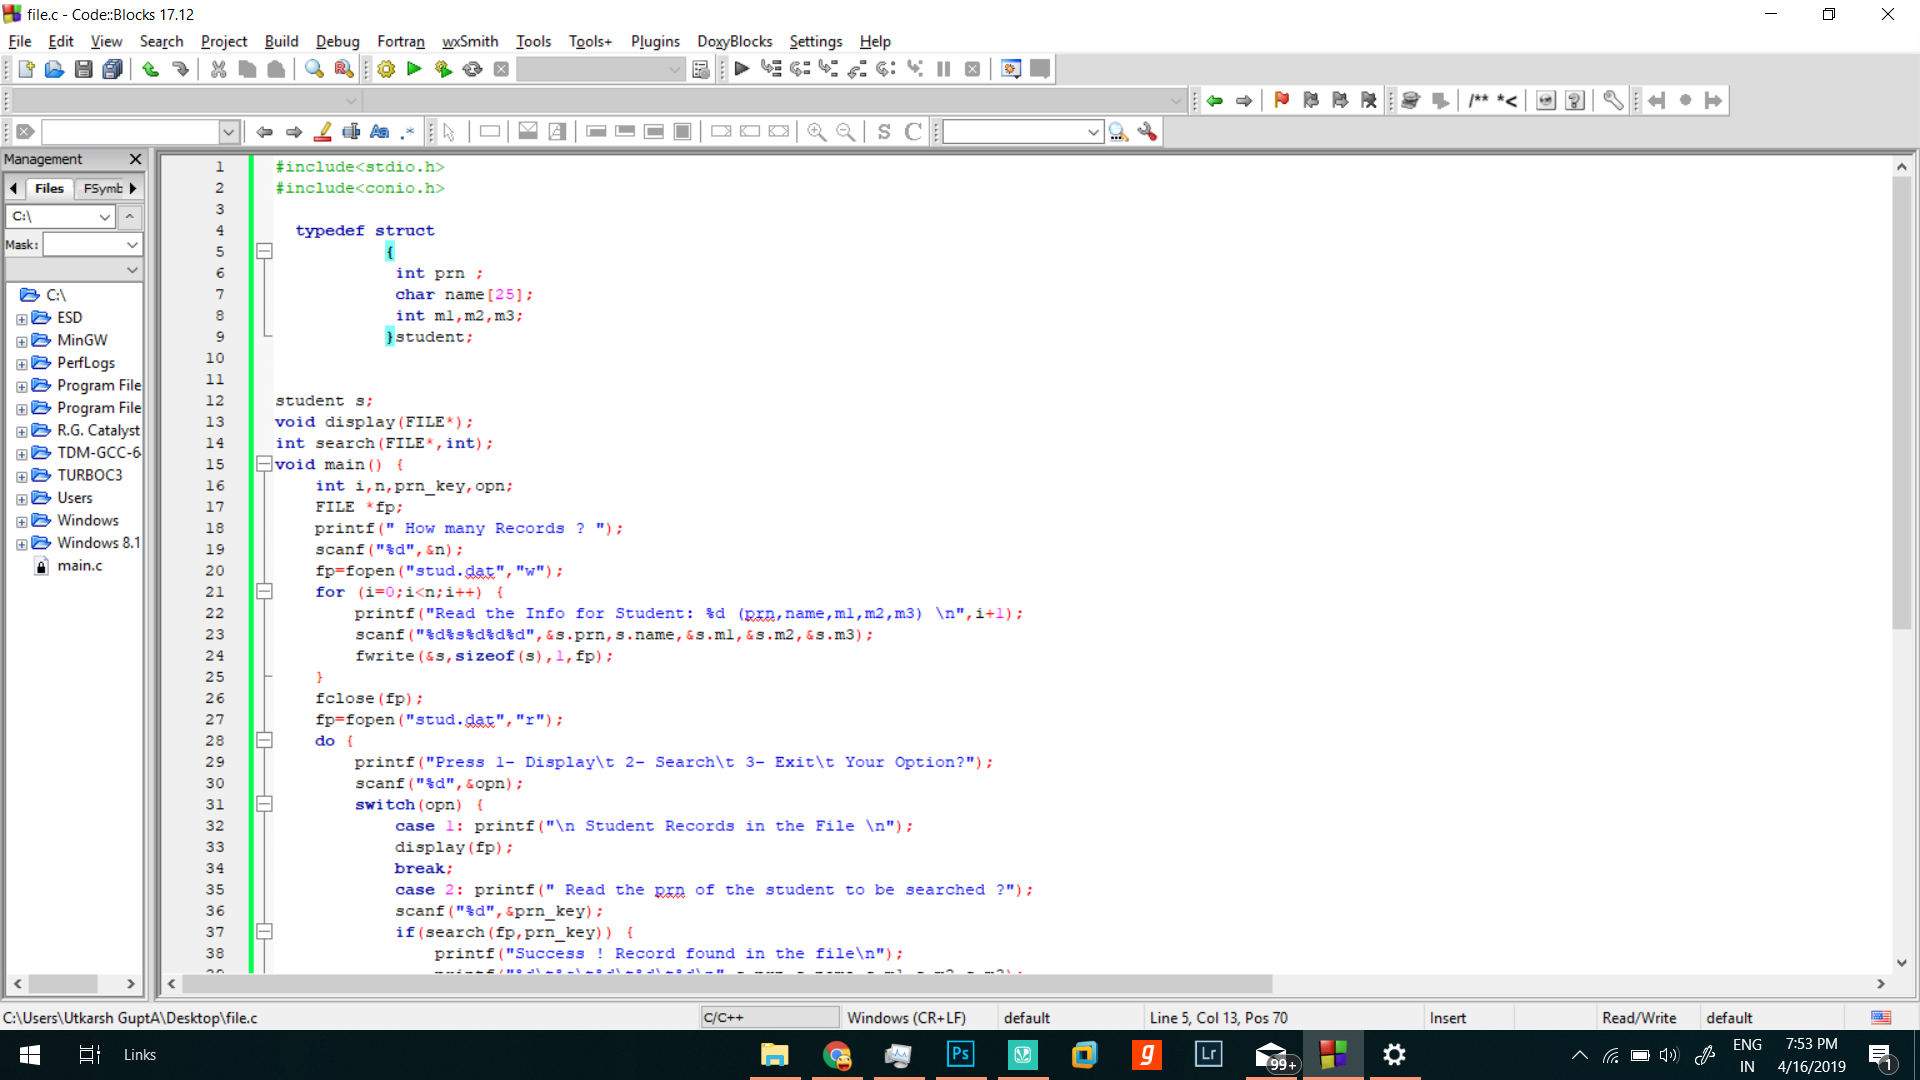 file.c - Code::Blocks 17.12
File Edit View Search Project Build Debug Fortran wxSmith Tools Tools+ Plugins DoxyBlocks Settings Help
/** *<
Management
Files FSymb
C:\
Mask:
C:\
ESD
MinGW
PerfLogs
Program File
Program File
R.G. Catalyst
TDM-GCC-6
TURBOC3
Users
Windows
Windows 8.1
main.c
1 #include<stdio.h>
2 #include<conio.h>
3
4 typedef struct
5 {
6 int prn ;
7 char name[25];
8 int m1,m2,m3;
9 }student;
10
11
12 student s;
13 void display(FILE*);
14 int search(FILE*,int);
15 void main() {
16 int i,n,prn_key,opn;
17 FILE *fp;
18 printf(" How many Records ? ");
19 scanf("%d",&n);
20 fp=fopen("stud.dat","w");
21 for (i=0;i<n;i++) {
22 printf("Read the Info for Student: %d (prn,name,m1,m2,m3) \n",i+1);
23 scanf("%d%s%d%d%d",&s.prn,s.name,&s.m1,&s.m2,&s.m3);
24 fwrite(&s,sizeof(s),1,fp);
25 }
26 fclose(fp);
27 fp=fopen("stud.dat","r");
28 do {
29 printf("Press 1- Display\t 2- Search\t 3- Exit\t Your Option?");
30 scanf("%d",&opn);
31 switch(opn) {
32 case 1: printf("\n Student Records in the File \n");
33 display(fp);
34 break;
35 case 2: printf(" Read the prn of the student to be searched ?");
36 scanf("%d",&prn_key);
37 if(search(fp,prn_key)) {
38 printf("Success ! Record found in the file\n");
C:\Users\Utkarsh GuptA\Desktop\file.c C/C++ Windows (CR+LF) default Line 5, Col 13, Pos 70 Insert Read/Write default
Links
Ps
g
Lr
99+
ENG
IN
7:53 PM
4/16/2019
1